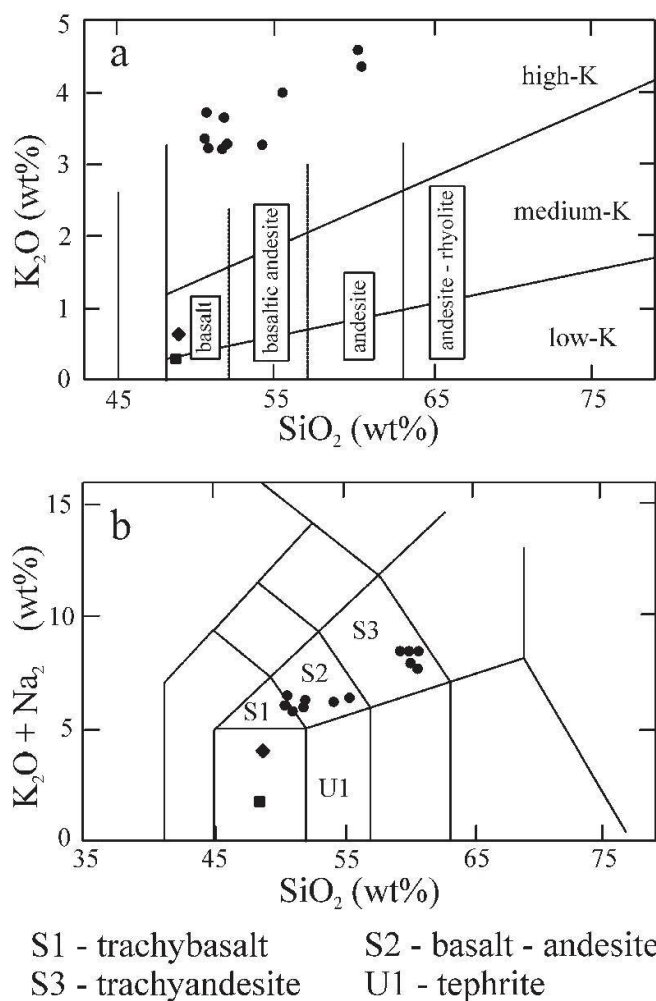 a
5
4
3
2
1
0
K₂O (wt%)
high-K
medium-K
low-K
basalt
basaltic andesite
andesite
andesite - rhyolite
45 55 65 75
SiO₂ (wt%)
b
15
10
5
0
K₂O + Na₂ (wt%)
S3
S2
S1
U1
35 45 55 65 75
SiO₂ (wt%)
S1 - trachybasalt S2 - basalt - andesite
S3 - trachyandesite U1 - tephrite